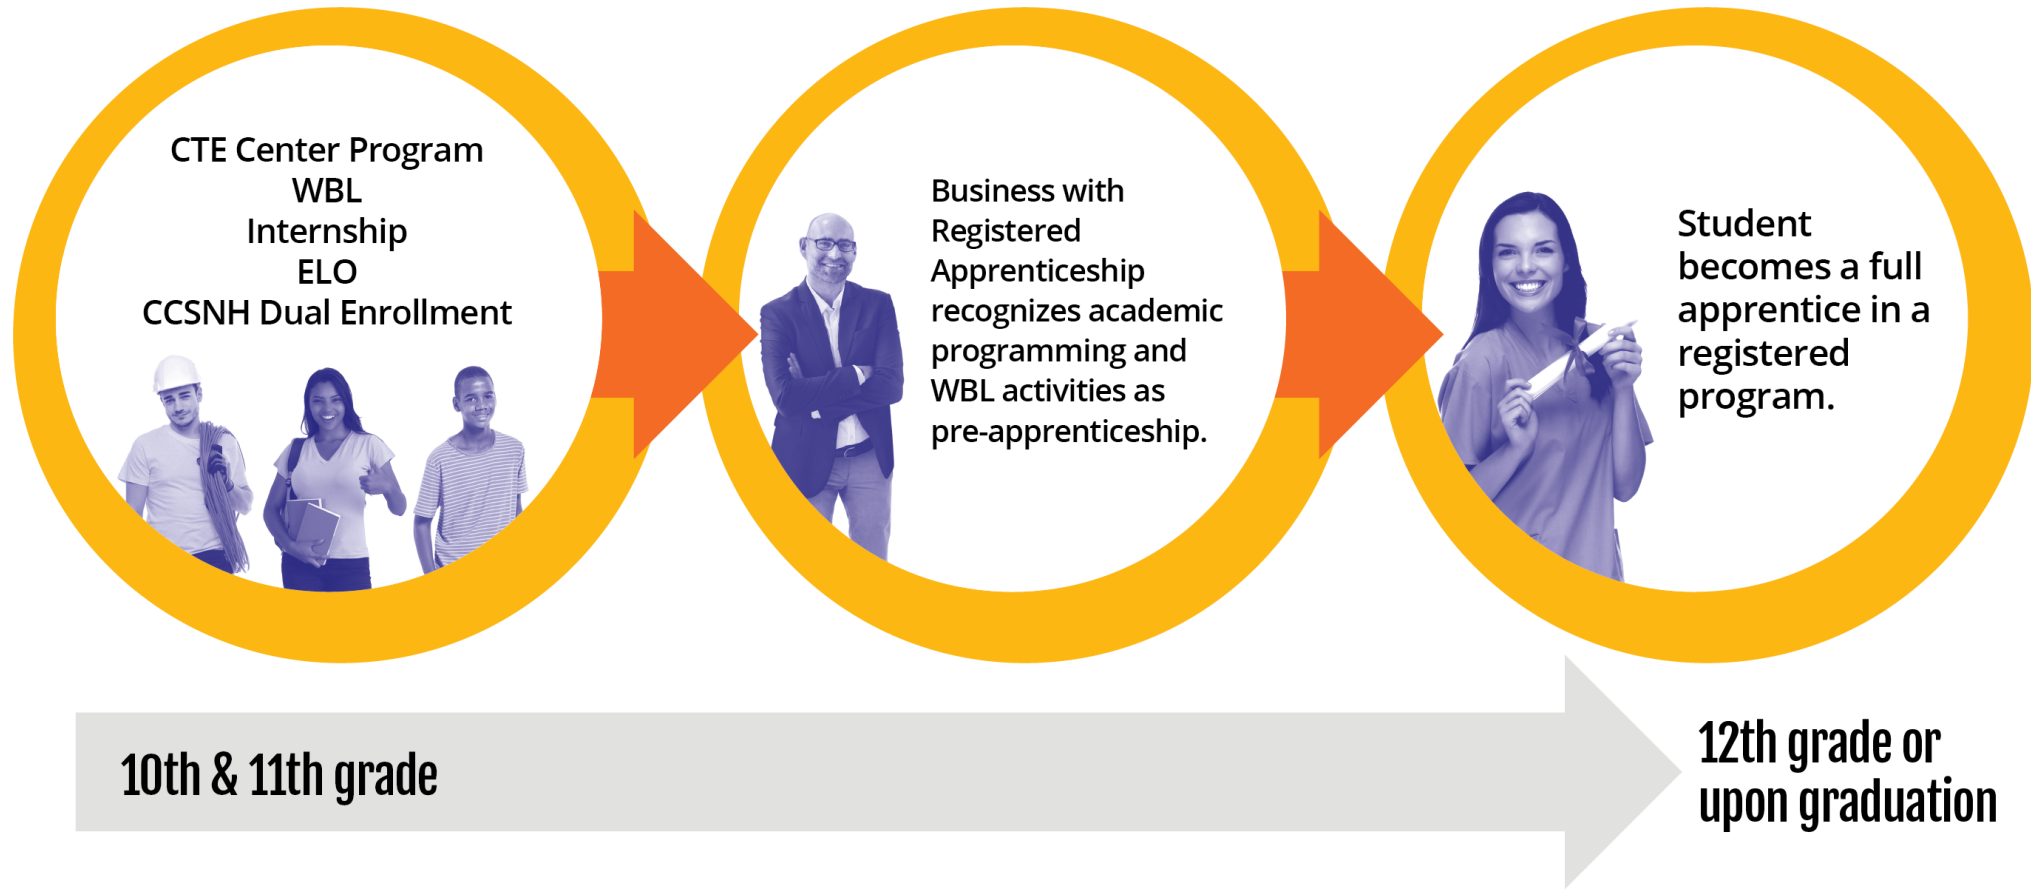 CTE Center Program
WBL
Internship
ELO
CCSNH Dual Enrollment
Business with
Registered
Apprenticeship
recognizes academic
programming and
WBL activities as
pre-apprenticeship.
Student
becomes a full
apprentice in a
registered
program.
10th & 11th grade
12th grade or
upon graduation